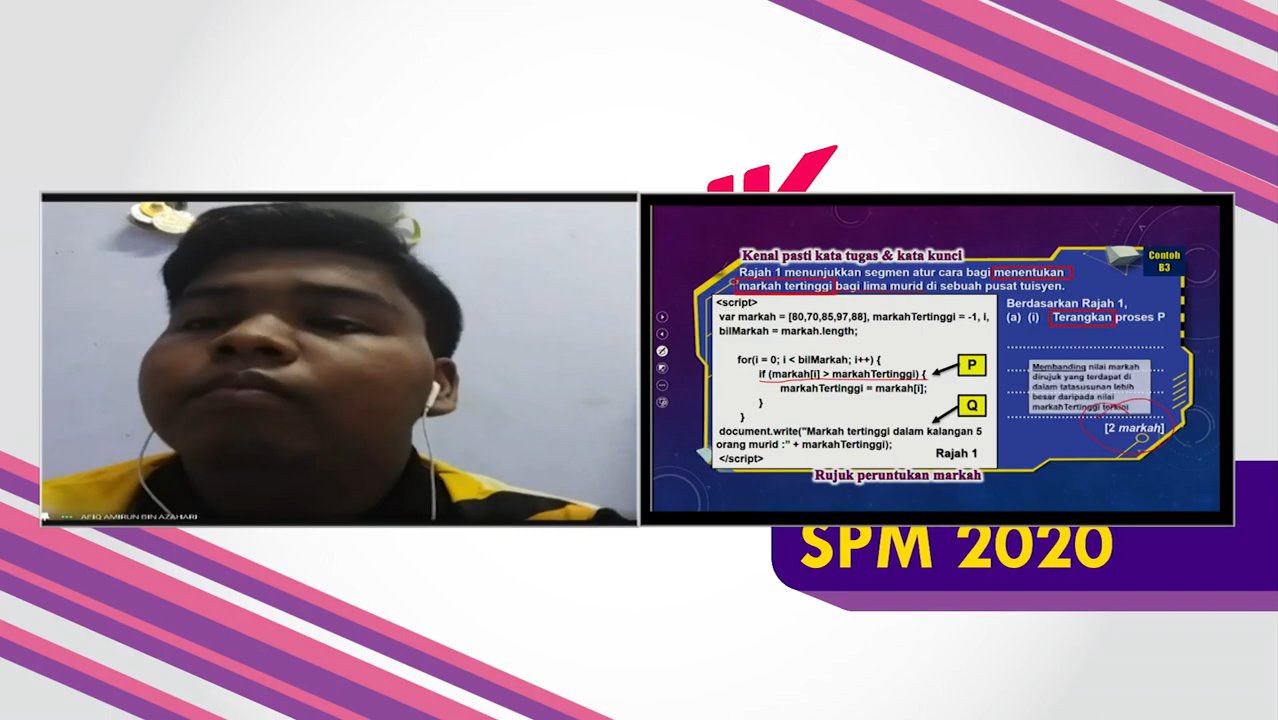 AFIQ AMIRUN BIN AZAHARI
Kenal pasti kata tugas & kata kunci
Contoh
B3
Rajah 1 menunjukkan segmen atur cara bagi menentukan
markah tertinggi bagi lima murid di sebuah pusat tuisyen.
<script>
var markah = [80,70,85,97,88], markahTertinggi = -1, i,
bilMarkah = markah.length;
for(i = 0; i < bilMarkah; i++) {
if (markah[i] > markahTertinggi) {
markahTertinggi = markah[i];
}
}
document.write("Markah tertinggi dalam kalangan 5
orang murid :" + markahTertinggi);
</script>
Rajah 1
P
Q
Berdasarkan Rajah 1,
(a) (i) Terangkan proses P
Membanding nilai markah
dirujuk yang terdapat di
dalam tatasusunan lebih
besar daripada nilai
markahTertinggi terkini
[2 markah]
Rujuk peruntukan markah
SPM 2020